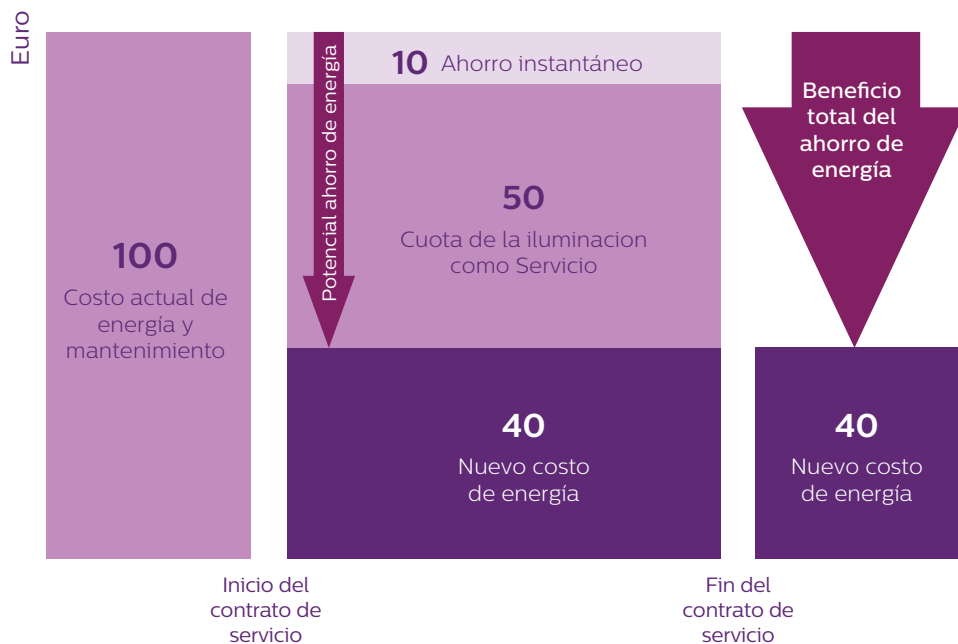 Euro
100
Costo actual de
energía y
mantenimiento
Potencial ahorro de energía
10 Ahorro instantáneo
50
Cuota de la iluminacion
como Servicio
40
Nuevo costo
de energía
Beneficio
total del
ahorro de
energía
40
Nuevo costo
de energía
Inicio del
contrato de
servicio
Fin del
contrato de
servicio